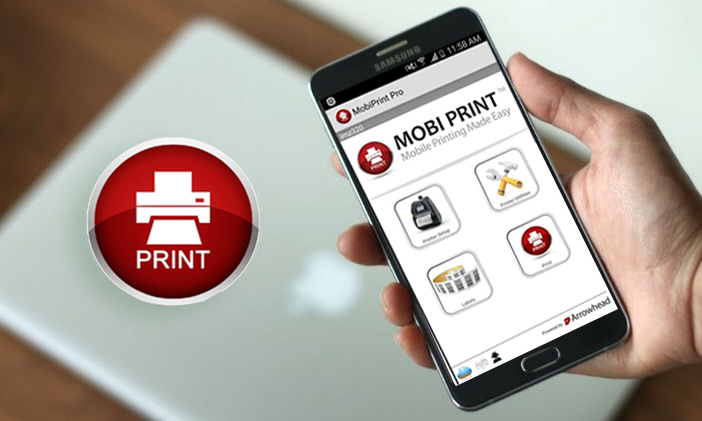 SAMSUNG
11:58 AM
MobiPrint Pro
MOBI PRINT™
Mobile Printing Made Easy
PRINT
Printer Setup
Printer Utilities
Labels
Print
Powered by Arrowhead
PRINT